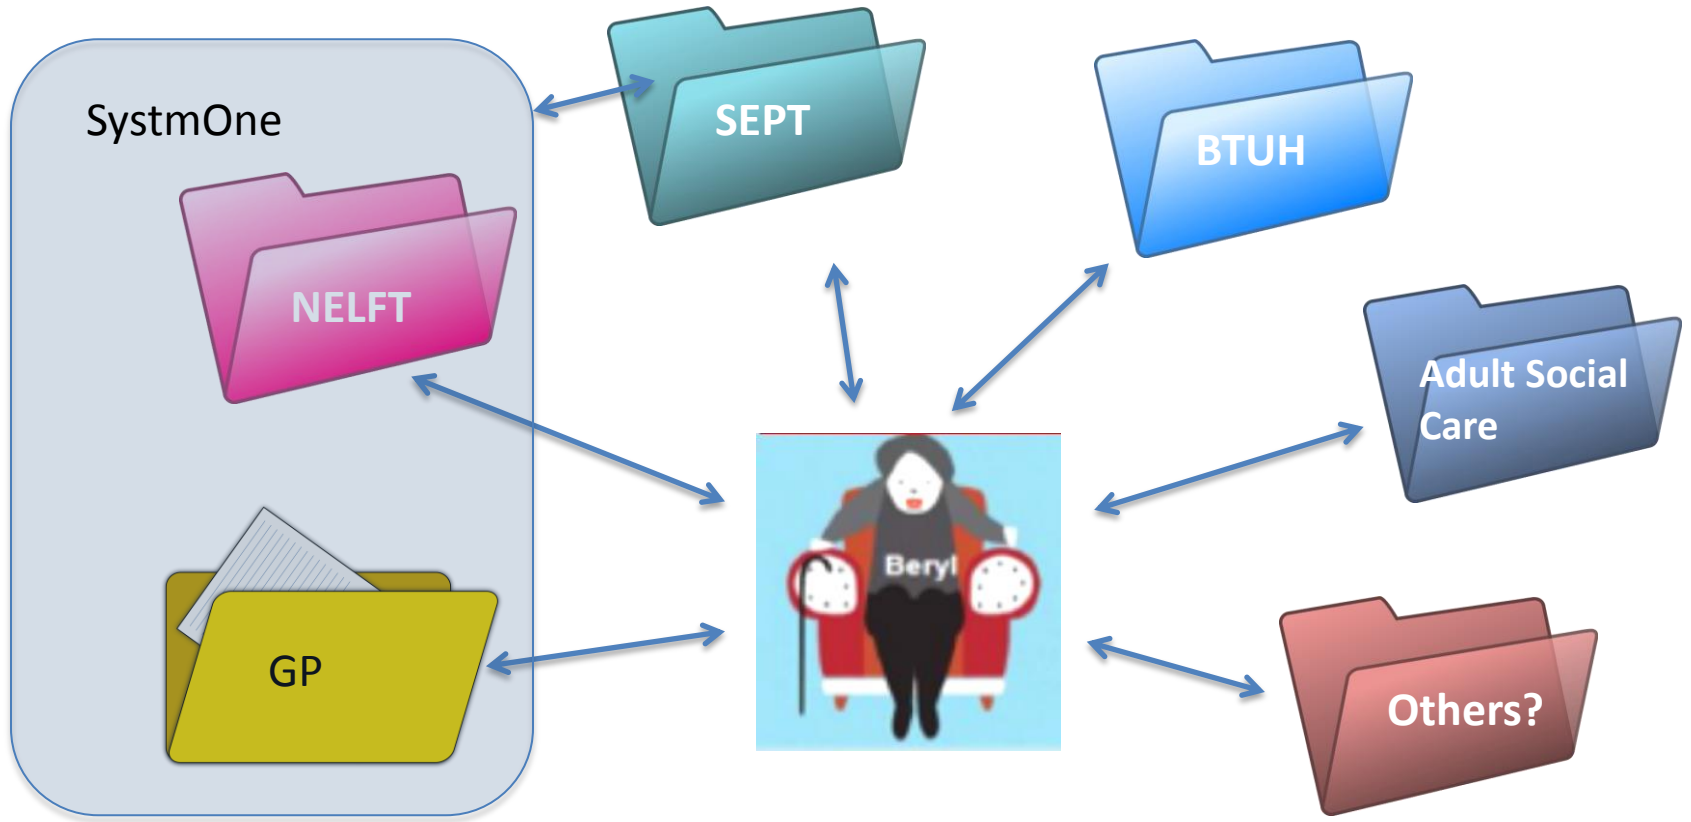 SystmOne
SEPT
BTUH
NELFT
Adult Social
Care
Beryl
GP
Others?